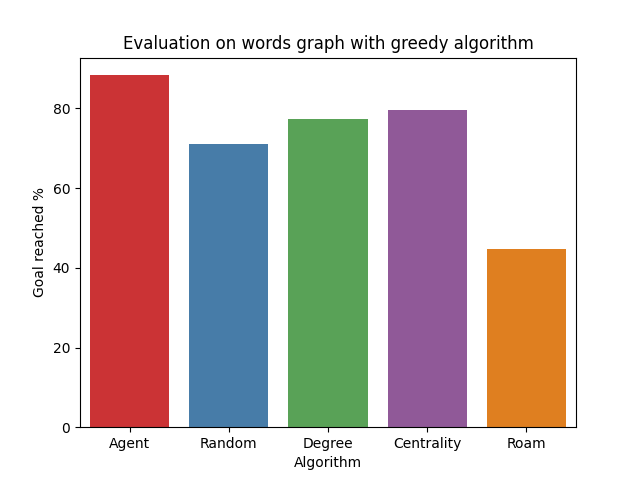 Evaluation on words graph with greedy algorithm
Goal reached %
80
60
40
20
0
Agent Random Degree Centrality Roam
Algorithm